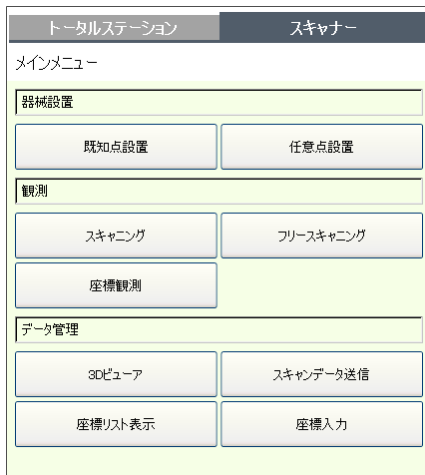 トータルステーション スキャナー
メインメニュー
器械設置
既知点設置 任意点設置
観測
スキャニング フリースキャニング
座標観測
データ管理
3Dビューア スキャンデータ送信
座標リスト表示 座標入力